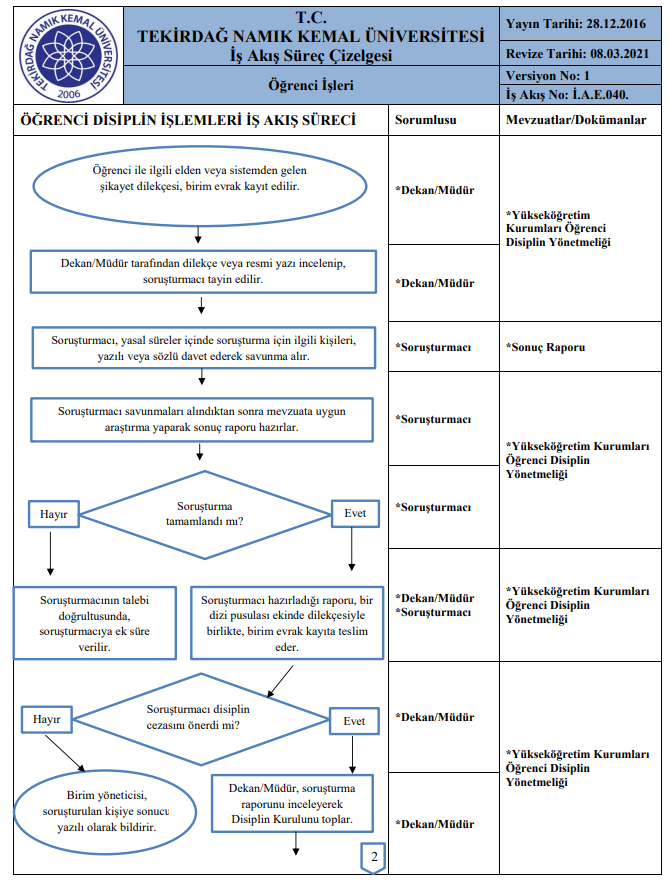 TEKİRDAĞ NAMIK KEMAL ÜNİVERSİTESİ
2006
T.C.
TEKİRDAĞ NAMIK KEMAL ÜNİVERSİTESİ
İş Akış Süreç Çizelgesi
Öğrenci İşleri
Yayın Tarihi: 28.12.2016
Revize Tarihi: 08.03.2021
Versiyon No: 1
İş Akış No: İ.A.E.040.
ÖĞRENCİ DİSİPLİN İŞLEMLERİ İŞ AKIŞ SÜRECİ
Sorumlusu
Mevzuatlar/Dokümanlar
Öğrenci ile ilgili elden veya sistemden gelen
şikayet dilekçesi, birim evrak kayıt edilir.
*Dekan/Müdür
*Yükseköğretim
Kurumları Öğrenci
Disiplin Yönetmeliği
Dekan/Müdür tarafından dilekçe veya resmi yazı incelenip,
soruşturmacı tayin edilir.
*Dekan/Müdür
Soruşturmacı, yasal süreler içinde soruşturma için ilgili kişileri,
yazılı veya sözlü davet ederek savunma alır.
*Soruşturmacı
*Sonuç Raporu
Soruşturmacı savunmaları alındıktan sonra mevzuata uygun
araştırma yaparak sonuç raporu hazırlar.
*Soruşturmacı
*Yükseköğretim Kurumları
Öğrenci Disiplin
Yönetmeliği
Hayır
Soruşturma
tamamlandı mı?
Evet
*Soruşturmacı
Soruşturmacının talebi
doğrultusunda,
soruşturmacıya ek süre
verilir.
Soruşturmacı hazırladığı raporu, bir
dizi pusulası ekinde dilekçesiyle
birlikte, birim evrak kayıta teslim
eder.
*Dekan/Müdür
*Soruşturmacı
*Yükseköğretim Kurumları
Öğrenci Disiplin
Yönetmeliği
Hayır
Soruşturmacı disiplin
cezasını önerdi mi?
Evet
*Dekan/Müdür
*Yükseköğretim Kurumları
Öğrenci Disiplin
Yönetmeliği
Birim yöneticisi,
soruşturulan kişiye sonucu
yazılı olarak bildirir.
Dekan/Müdür, soruşturma
raporunu inceleyerek
Disiplin Kurulunu toplar.
*Dekan/Müdür
2